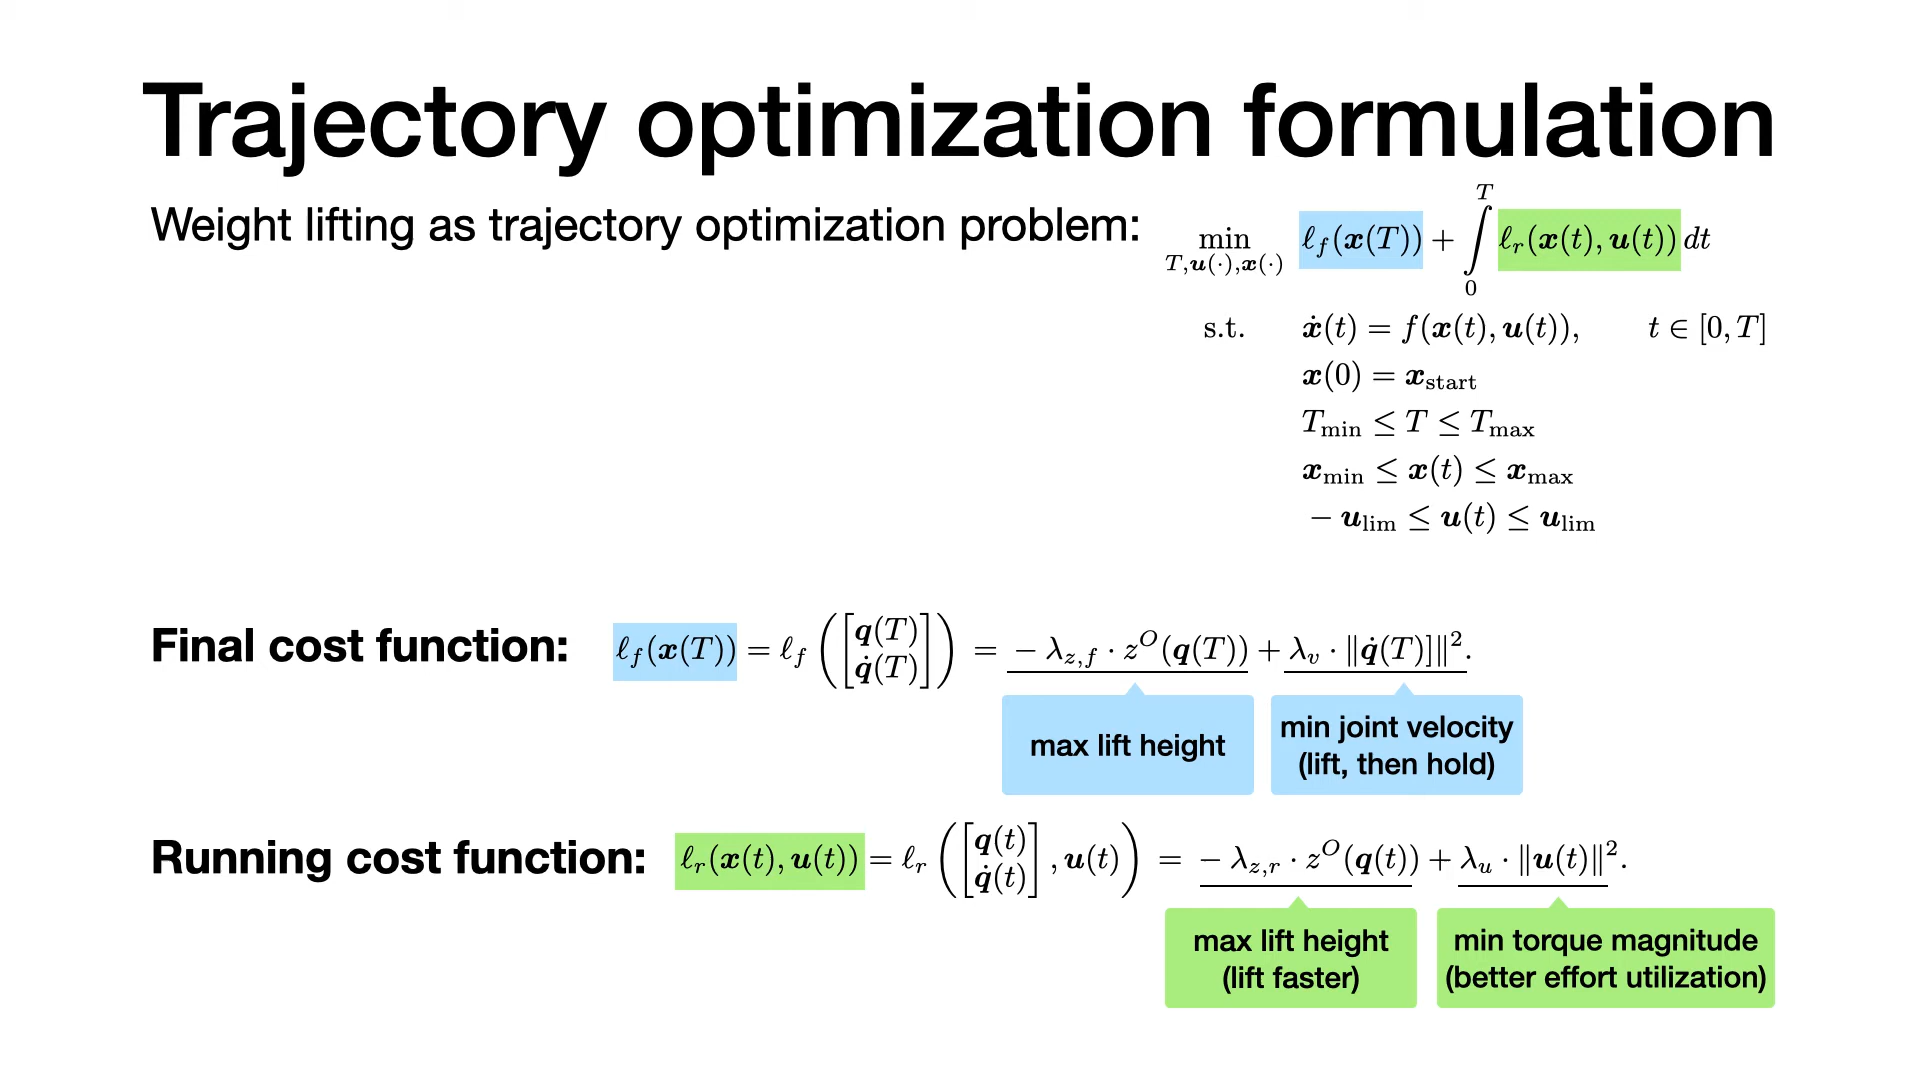 Trajectory optimization formulation
Weight lifting as trajectory optimization problem:
min T,u(·),x(·) ℓ_f(x(T)) + ∫_0^T ℓ_r(x(t), u(t)) dt
s.t. ẋ(t) = f(x(t), u(t)), t ∈ [0, T]
x(0) = x_start
T_min ≤ T ≤ T_max
x_min ≤ x(t) ≤ x_max
− u_lim ≤ u(t) ≤ u_lim
Final cost function: ℓ_f(x(T)) = ℓ_f ([q(T) q̇(T)]) = − λ_{z,f} · z^O(q(T)) + λ_v · ‖q̇(T)]‖².
max lift height
min joint velocity
(lift, then hold)
Running cost function: ℓ_r(x(t), u(t)) = ℓ_r ([q(t) q̇(t)], u(t)) = − λ_{z,r} · z^O(q(t)) + λ_u · ‖u(t)‖².
max lift height
(lift faster)
min torque magnitude
(better effort utilization)